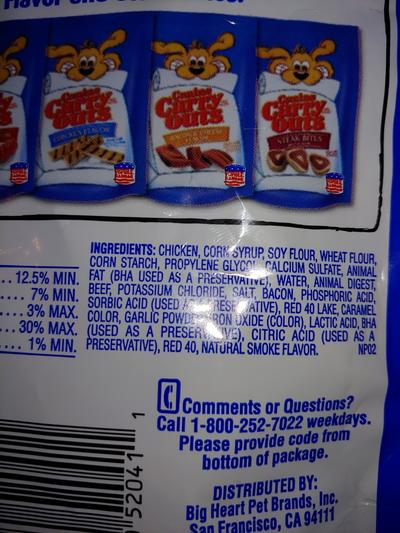 Canine
Carry
Outs
CHICKEN FLAVOR
Canine
Carry
Outs
BACON & CHEESE
FLAVOR
Canine
Carry
Outs
STEAK BITES
INGREDIENTS: CHICKEN, CORN SYRUP, SOY FLOUR, WHEAT FLOUR,
CORN STARCH, PROPYLENE GLYCOL, CALCIUM SULFATE, ANIMAL
FAT (BHA USED AS A PRESERVATIVE), WATER, ANIMAL DIGEST,
BEEF, POTASSIUM CHLORIDE, SALT, BACON, PHOSPHORIC ACID,
SORBIC ACID (USED AS A PRESERVATIVE), RED 40 LAKE, CARAMEL
COLOR, GARLIC POWDER, IRON OXIDE (COLOR), LACTIC ACID, BHA
(USED AS A PRESERVATIVE), CITRIC ACID (USED AS A
PRESERVATIVE), RED 40, NATURAL SMOKE FLAVOR. NP02
... 12.5% MIN.
.... 7% MIN.
.... 3% MAX.
... 30% MAX.
.... 1% MIN.
Comments or Questions?
Call 1-800-252-7022 weekdays.
Please provide code from
bottom of package.
DISTRIBUTED BY:
Big Heart Pet Brands, Inc.
San Francisco, CA 94111
52041 1